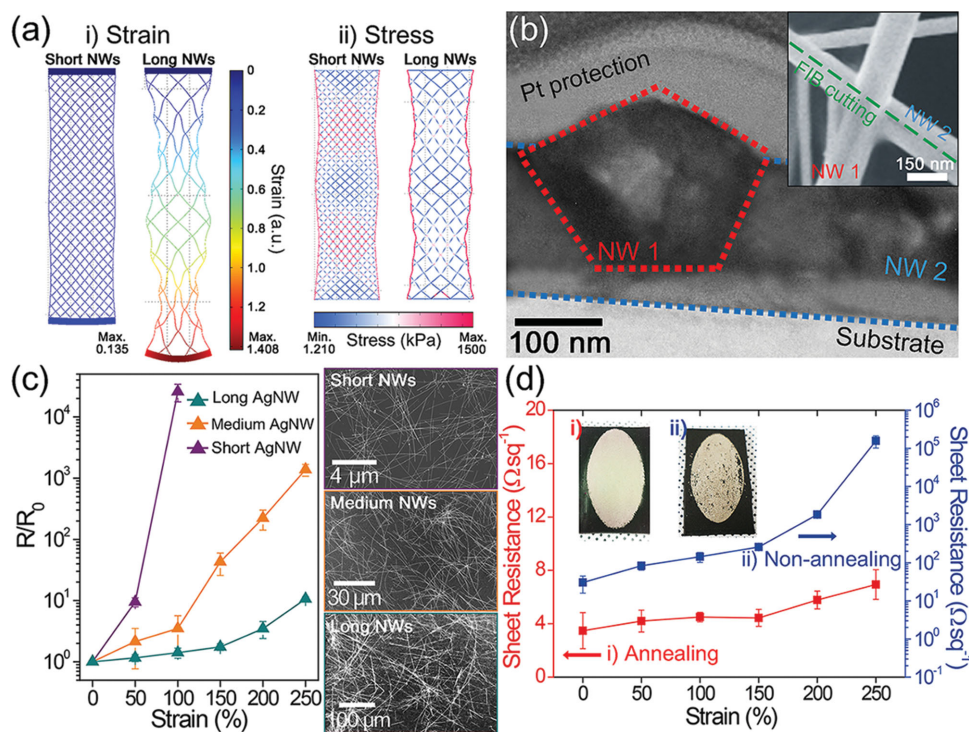 (a)
i) Strain
ii) Stress
Short NWs Long NWs
Short NWs Long NWs
0
0.2
0.4
0.6
0.8
1.0
1.2
Strain (a.u.)
Max.
0.135
Max.
1.408
Min.
1.210
Stress (kPa)
Max.
1500
(b)
Pt protection
NW 1
NW 2
Substrate
100 nm
FIB cutting
NW 2
NW 1
150 nm
(c)
R/R0
10^4
10^3
10^2
10^1
10^0
Long AgNW
Medium AgNW
Short AgNW
0 50 100 150 200 250
Strain (%)
Short NWs
4 µm
Medium NWs
30 µm
Long NWs
100 µm
(d)
Sheet Resistance (Ωsq-1)
20
16
12
8
4
0
i)
ii)
ii) Non-annealing
i) Annealing
0 50 100 150 200 250
Strain (%)
10^6
10^5
10^4
10^3
10^2
10^1
10^0
10^-1
Sheet Resistance (Ωsq-1)